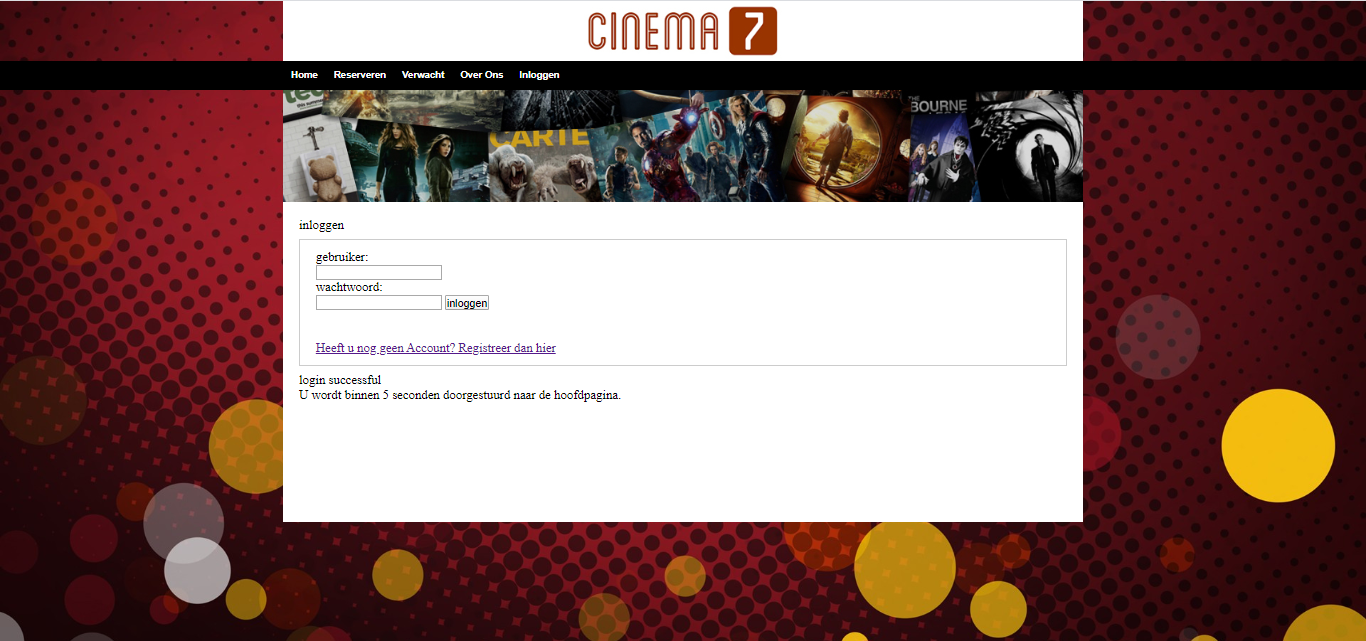 CINEMA 7
Home Reserveren Verwacht Over Ons Inloggen
CARTE
THE
BOURNE
inloggen
gebruiker:
wachtwoord:
inloggen
Heeft u nog geen Account? Registreer dan hier
login successful
U wordt binnen 5 seconden doorgestuurd naar de hoofdpagina.